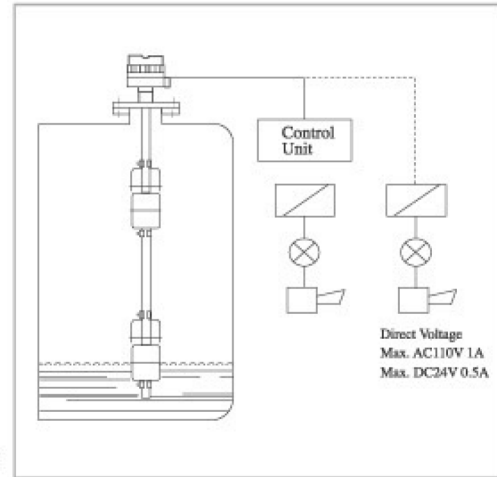 Control
Unit
Direct Voltage
Max. AC110V 1A
Max. DC24V 0.5A